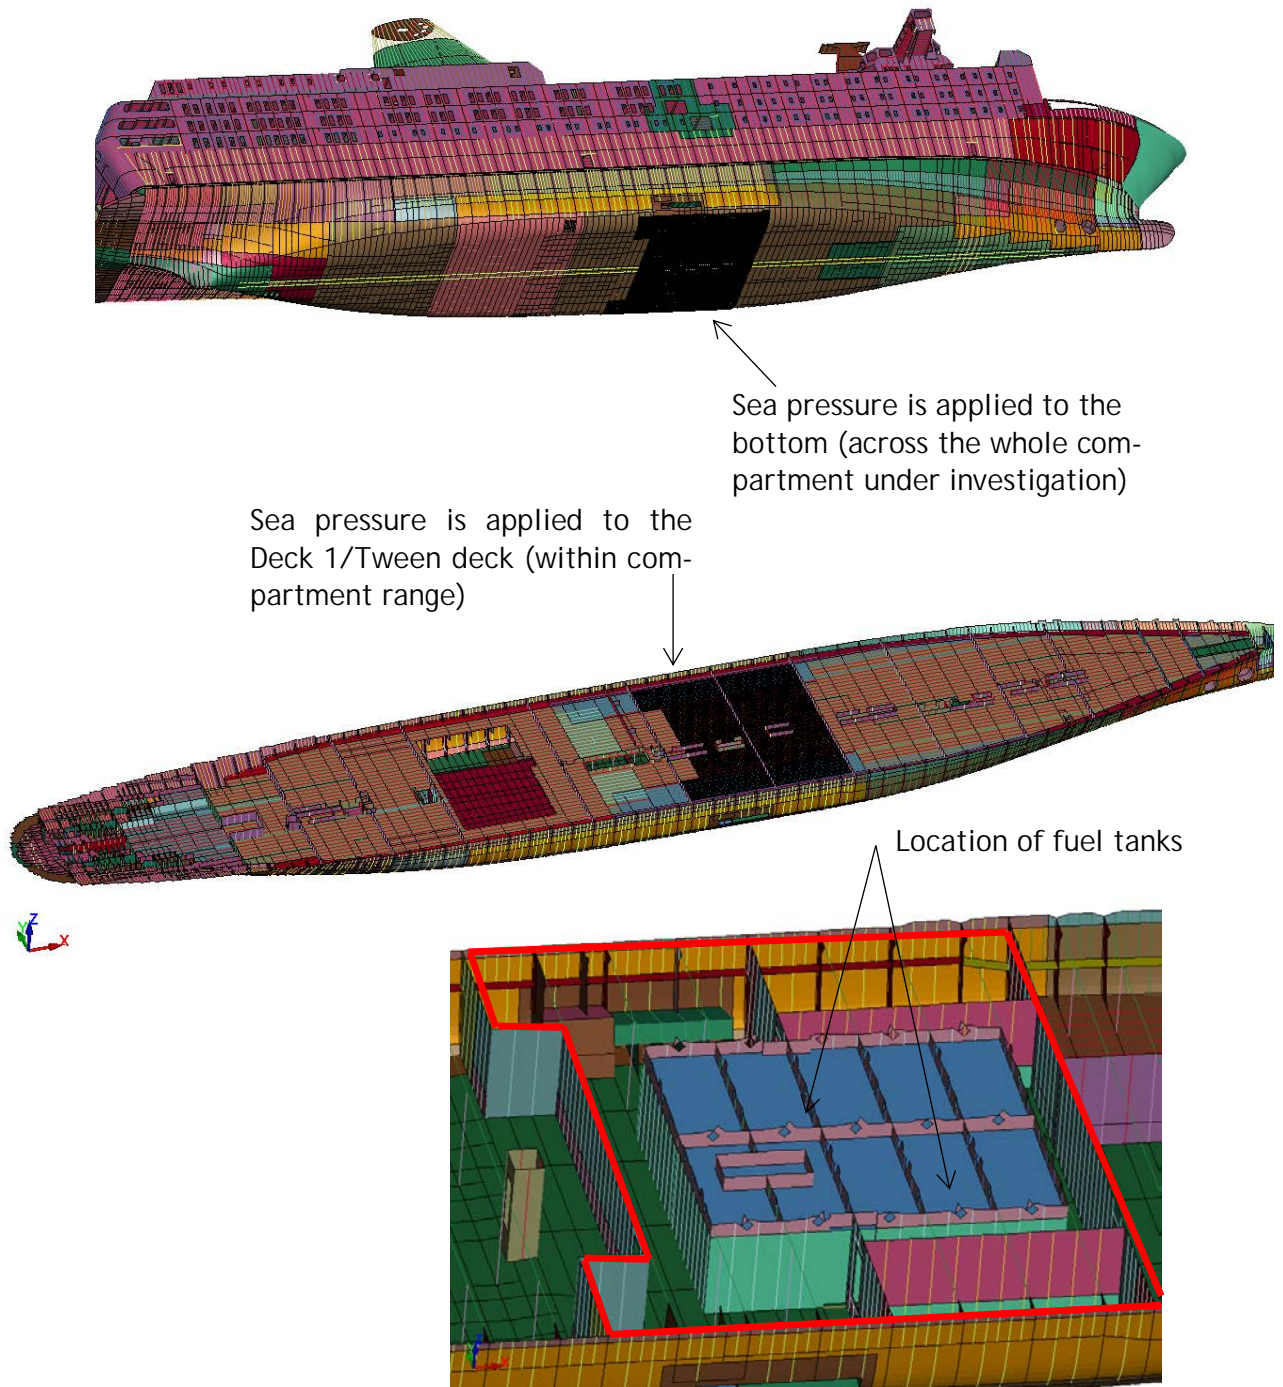 Sea pressure is applied to the
bottom (across the whole com-
partment under investigation)
Sea pressure is applied to the
Deck 1/Tween deck (within com-
partment range)
Location of fuel tanks
Z
Y
X